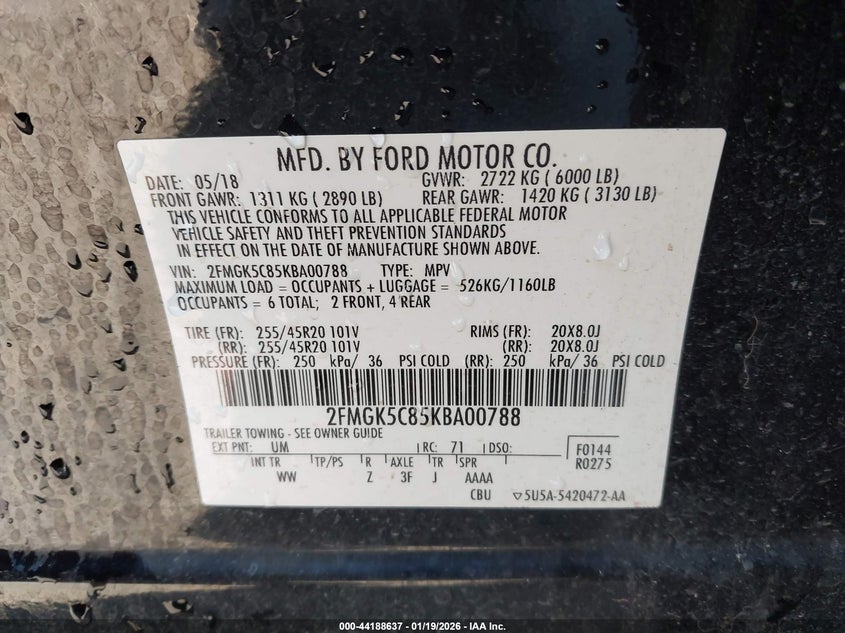 MFD. BY FORD MOTOR CO.
DATE: 05/18 GVWR: 2722 KG ( 6000 LB)
FRONT GAWR: 1311 KG ( 2890 LB) REAR GAWR: 1420 KG ( 3130 LB)
THIS VEHICLE CONFORMS TO ALL APPLICABLE FEDERAL MOTOR
VEHICLE SAFETY AND THEFT PREVENTION STANDARDS
IN EFFECT ON THE DATE OF MANUFACTURE SHOWN ABOVE.
VIN: 2FMGK5C85KBA00788 TYPE: MPV
MAXIMUM LOAD = OCCUPANTS + LUGGAGE = 526KG/1160LB
OCCUPANTS = 6 TOTAL; 2 FRONT, 4 REAR
TIRE (FR): 255/45R20 101V RIMS (FR): 20X8.0J
(RR): 255/45R20 101V (RR): 20X8.0J
PRESSURE (FR): 250 kPa/ 36 PSI COLD (RR): 250 kPa/ 36 PSI COLD
2FMGK5C85KBA00788
TRAILER TOWING - SEE OWNER GUIDE
EXT PNT: UM RC: 71 DSO: F0144
INT TR TP/PS R AXLE TR SPR R0275
WW Z 3F J AAAA
CBU ▽5U5A-5420472-AA
000-44188637 - 01/19/2026 - IAA Inc.